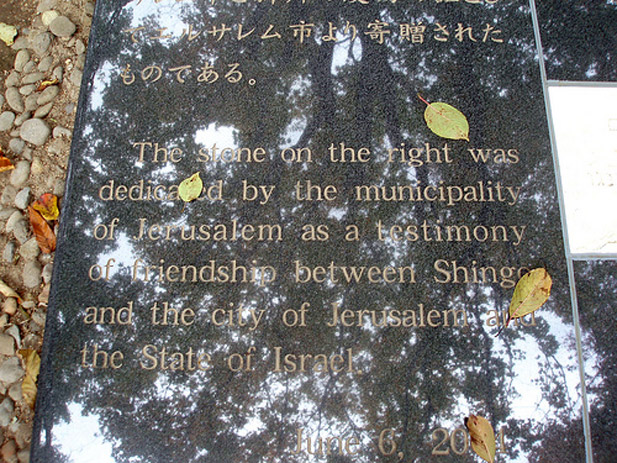 てエルサレム市より寄贈された
ものである。
The stone on the right was
dedicated by the municipality
of Jerusalem as a testimony
of friendship between Shingo
and the city of Jerusalem and
the State of Israel.
June 6,